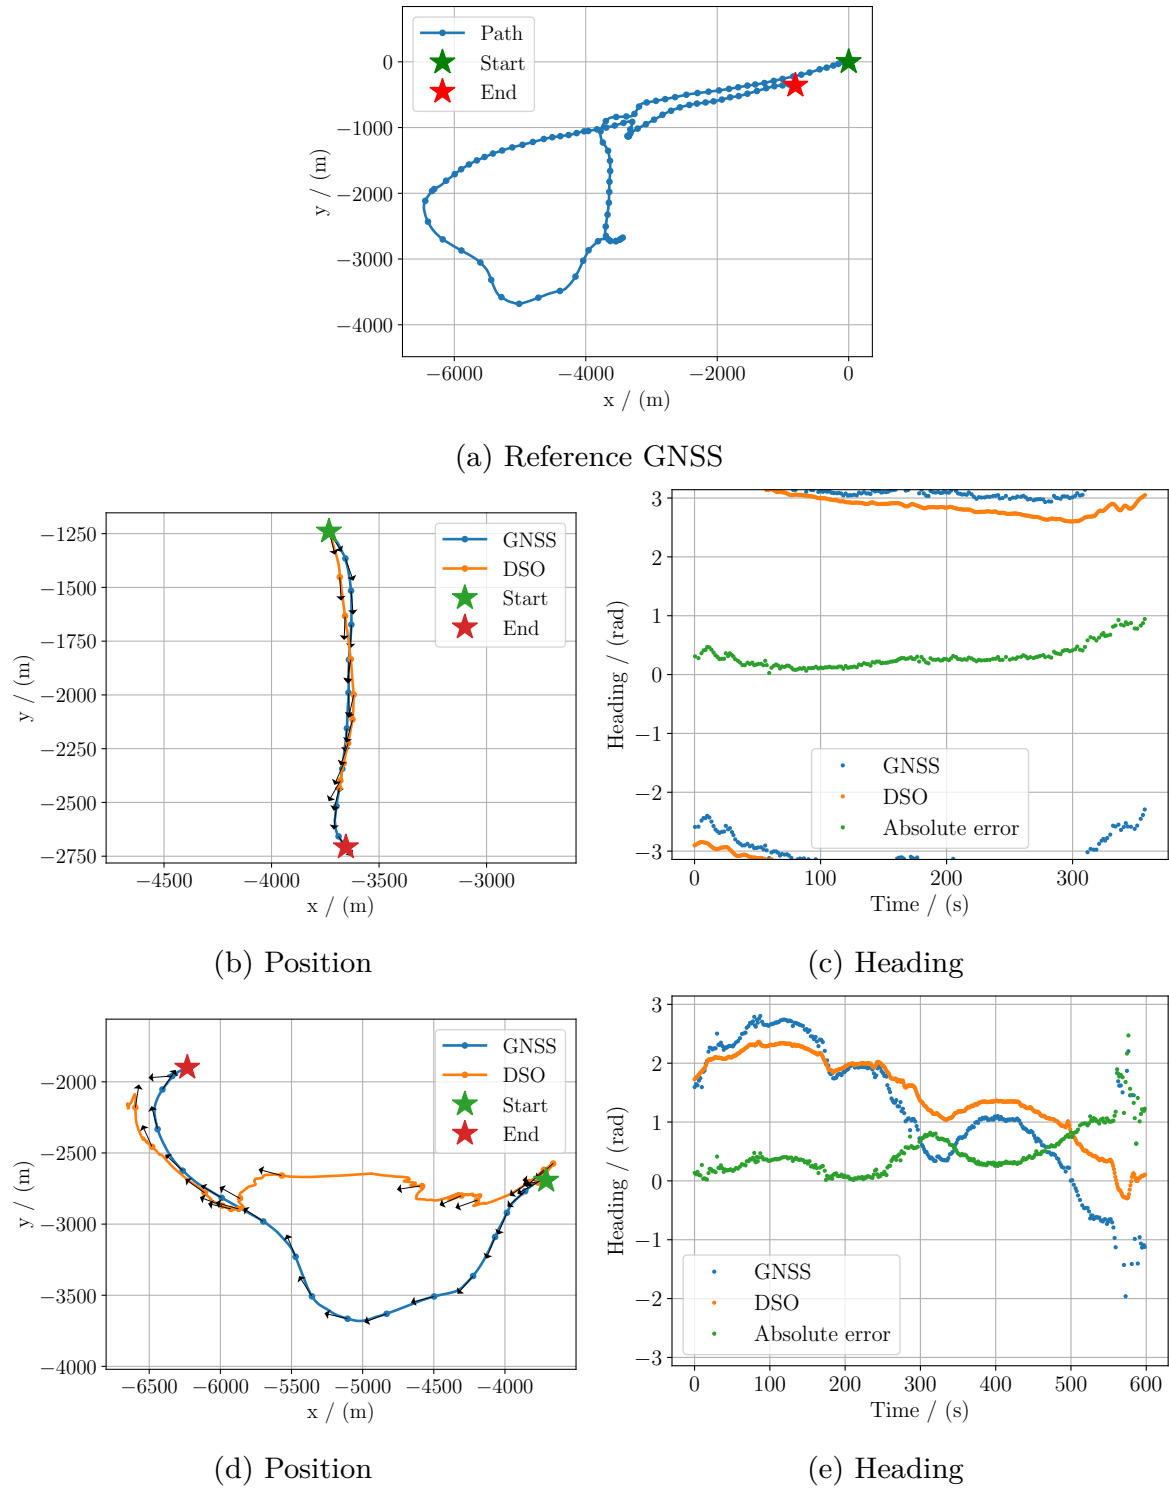 Path
Start
End
0
−1000
−2000
−3000
−4000
y / (m)
−6000 −4000 −2000 0
x / (m)
(a) Reference GNSS
GNSS
DSO
Start
End
−1250
−1500
−1750
−2000
−2250
−2500
−2750
y / (m)
−4500 −4000 −3500 −3000
x / (m)
(b) Position
3
2
1
0
−1
−2
−3
Heading / (rad)
GNSS
DSO
Absolute error
0 100 200 300
Time / (s)
(c) Heading
GNSS
DSO
Start
End
−2000
−2500
−3000
−3500
−4000
y / (m)
−6500 −6000 −5500 −5000 −4500 −4000
x / (m)
(d) Position
3
2
1
0
−1
−2
−3
Heading / (rad)
GNSS
DSO
Absolute error
0 100 200 300 400 500 600
Time / (s)
(e) Heading